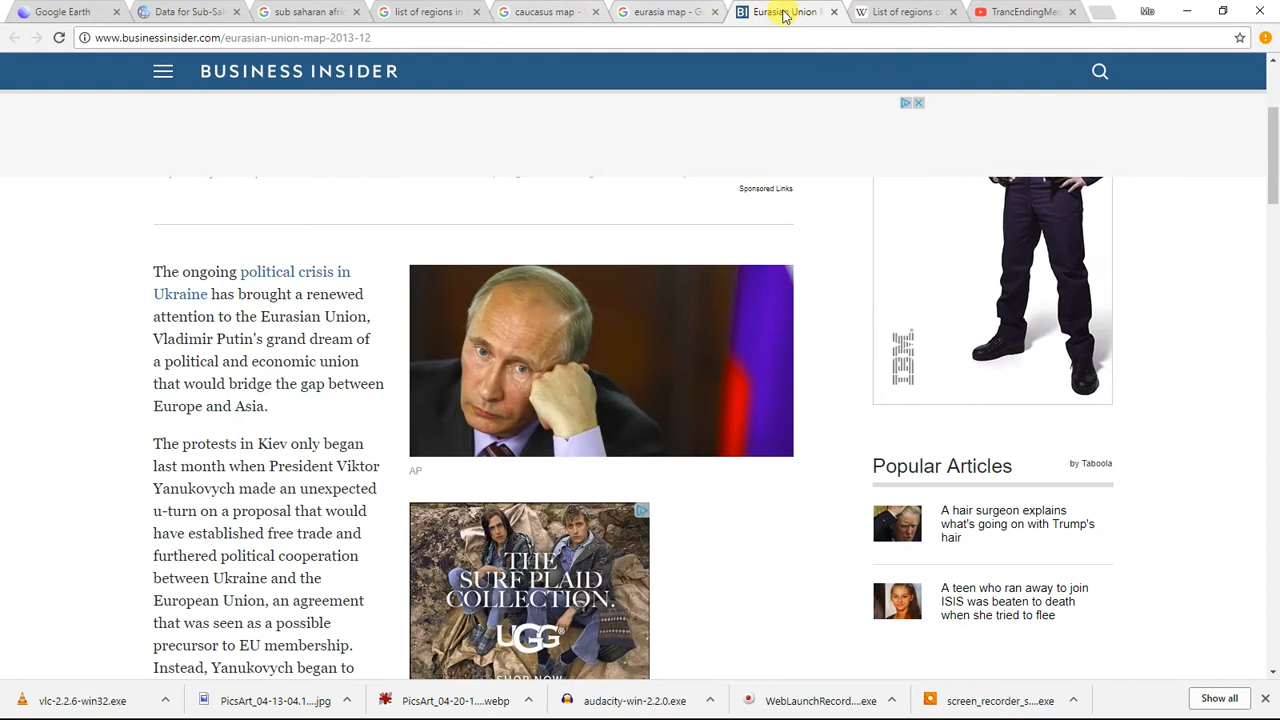 Google Earth
Data for Sub-Sa
sub saharan afric
list of regions in
caucasus map -
eurasia map - G
Eurasian Union
List of regions o
TrancEndingMed
Me
www.businessinsider.com/eurasian-union-map-2013-12
BUSINESS INSIDER
Sponsored Links
The ongoing political crisis in
Ukraine has brought a renewed
attention to the Eurasian Union,
Vladimir Putin's grand dream of
a political and economic union
that would bridge the gap between
Europe and Asia.
AP
The protests in Kiev only began
last month when President Viktor
Yanukovych made an unexpected
u-turn on a proposal that would
have established free trade and
furthered political cooperation
between Ukraine and the
European Union, an agreement
that was seen as a possible
precursor to EU membership.
Instead, Yanukovych began to
THE
SURF PLAID
COLLECTION.
UGG
SHOP NOW
IBM
Popular Articles
by Taboola
A hair surgeon explains
what's going on with Trump's
hair
A teen who ran away to join
ISIS was beaten to death
when she tried to flee
vlc-2.2.6-win32.exe
PicsArt_04-13-04.1....jpg
PicsArt_04-20-1....webp
audacity-win-2.2.0.exe
WebLaunchRecord....exe
screen_recorder_s....exe
Show all